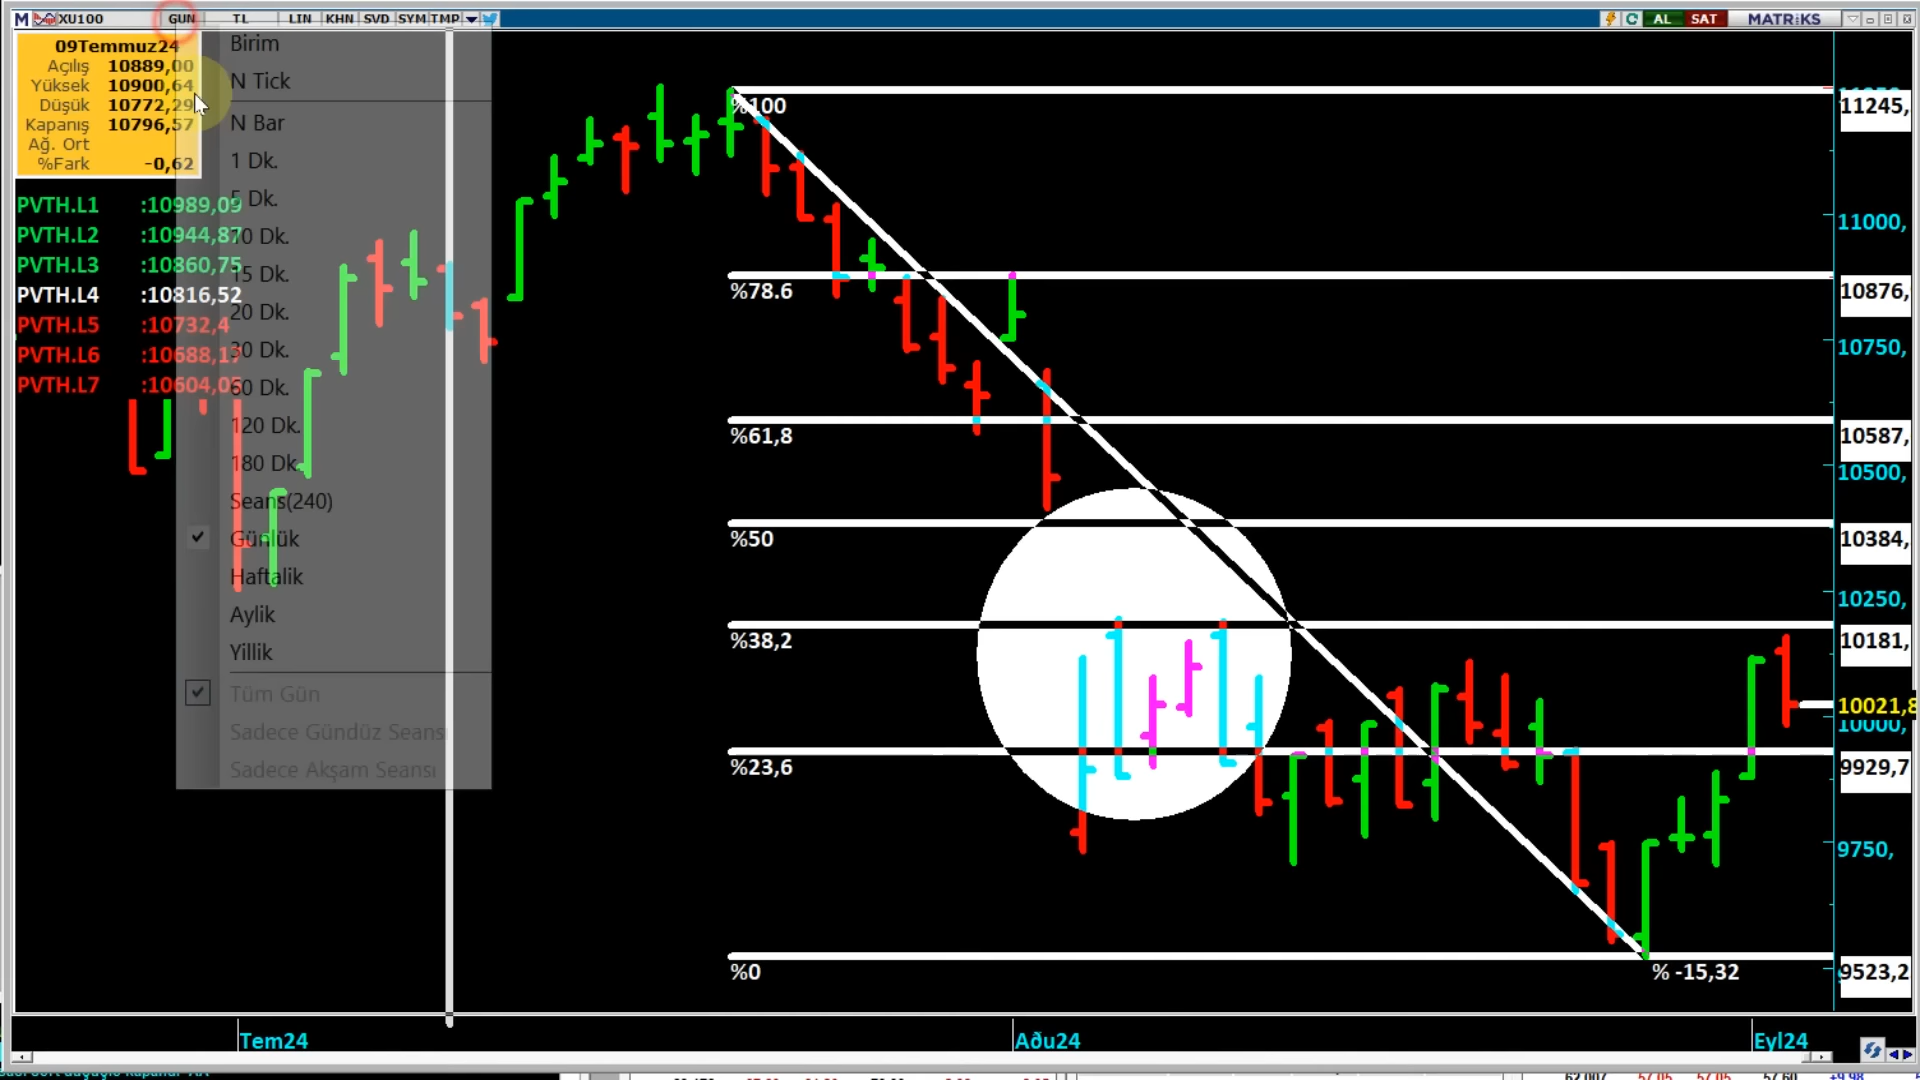 M XU100 GUN TL LIN KHN SVD SYM TMP AL SAT MATRiKS
09Temmuz24
Açılış 10889,00
Yüksek 10900,64
Düşük 10772,29
Kapanış 10796,57
Ağ. Ort
%Fark -0,62
PVTH.L1 :10989,09
PVTH.L2 :10944,87
PVTH.L3 :10860,75
PVTH.L4 :10816,52
PVTH.L5 :10732,4
PVTH.L6 :10688,17
PVTH.L7 :10604,05
Birim
N Tick
N Bar
1 Dk.
5 Dk.
10 Dk.
15 Dk.
20 Dk.
30 Dk.
60 Dk.
120 Dk.
180 Dk.
Seans(240)
Günlük
Haftalik
Aylik
Yillik
Tüm Gün
Sadece Gündüz Seansı
Sadece Akşam Seansı
%100
%78.6
%61,8
%50
%38,2
%23,6
%0
% -15,32
11245,
11000,
10876,
10750,
10587,
10500,
10384,
10250,
10181,
10021,8
10000,
9929,7
9750,
9523,2
Tem24
Aðu24
Eyl24